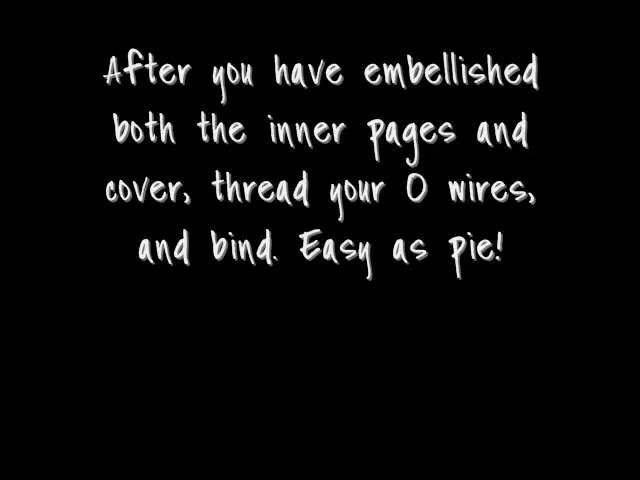 After you have embellished
both the inner pages and
cover, thread your O wires,
and bind. Easy as pie!